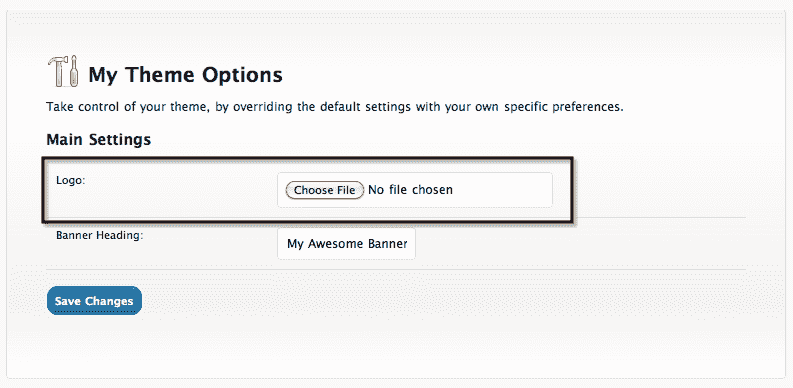 My Theme Options
Take control of your theme, by overriding the default settings with your own specific preferences.
Main Settings
Logo: Choose File No file chosen
Banner Heading: My Awesome Banner
Save Changes